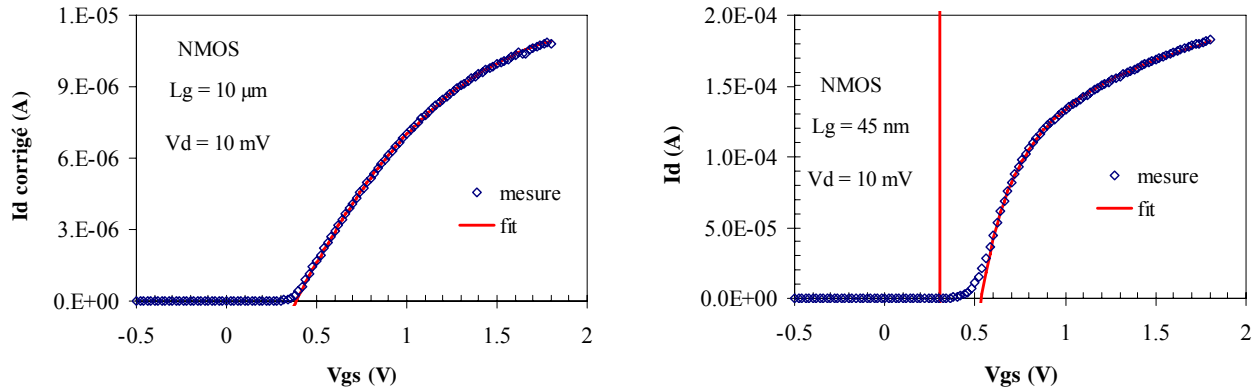 1.E-05
9.E-06
6.E-06
3.E-06
0.E+00
Id corrigé (A)
NMOS
Lg = 10 µm
Vd = 10 mV
mesure
fit
-0.5
0
0.5
1
1.5
2
Vgs (V)
2.0E-04
1.5E-04
1.0E-04
5.0E-05
0.0E+00
Id (A)
NMOS
Lg = 45 nm
Vd = 10 mV
mesure
fit
-0.5
0
0.5
1
1.5
2
Vgs (V)